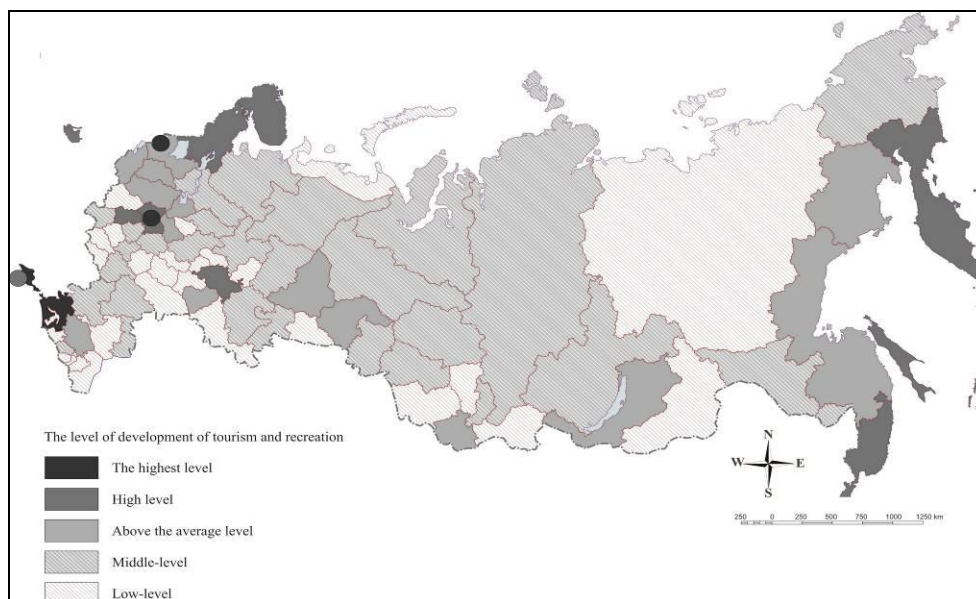 The level of development of tourism and recreation
The highest level
High level
Above the average level
Middle-level
Low-level
N
W E
S
250 0 250 500 750 1000 1250 km